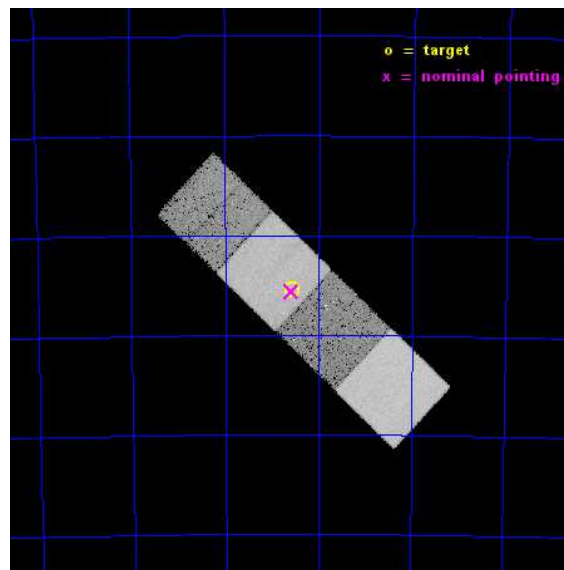 o = target
x = nominal pointing